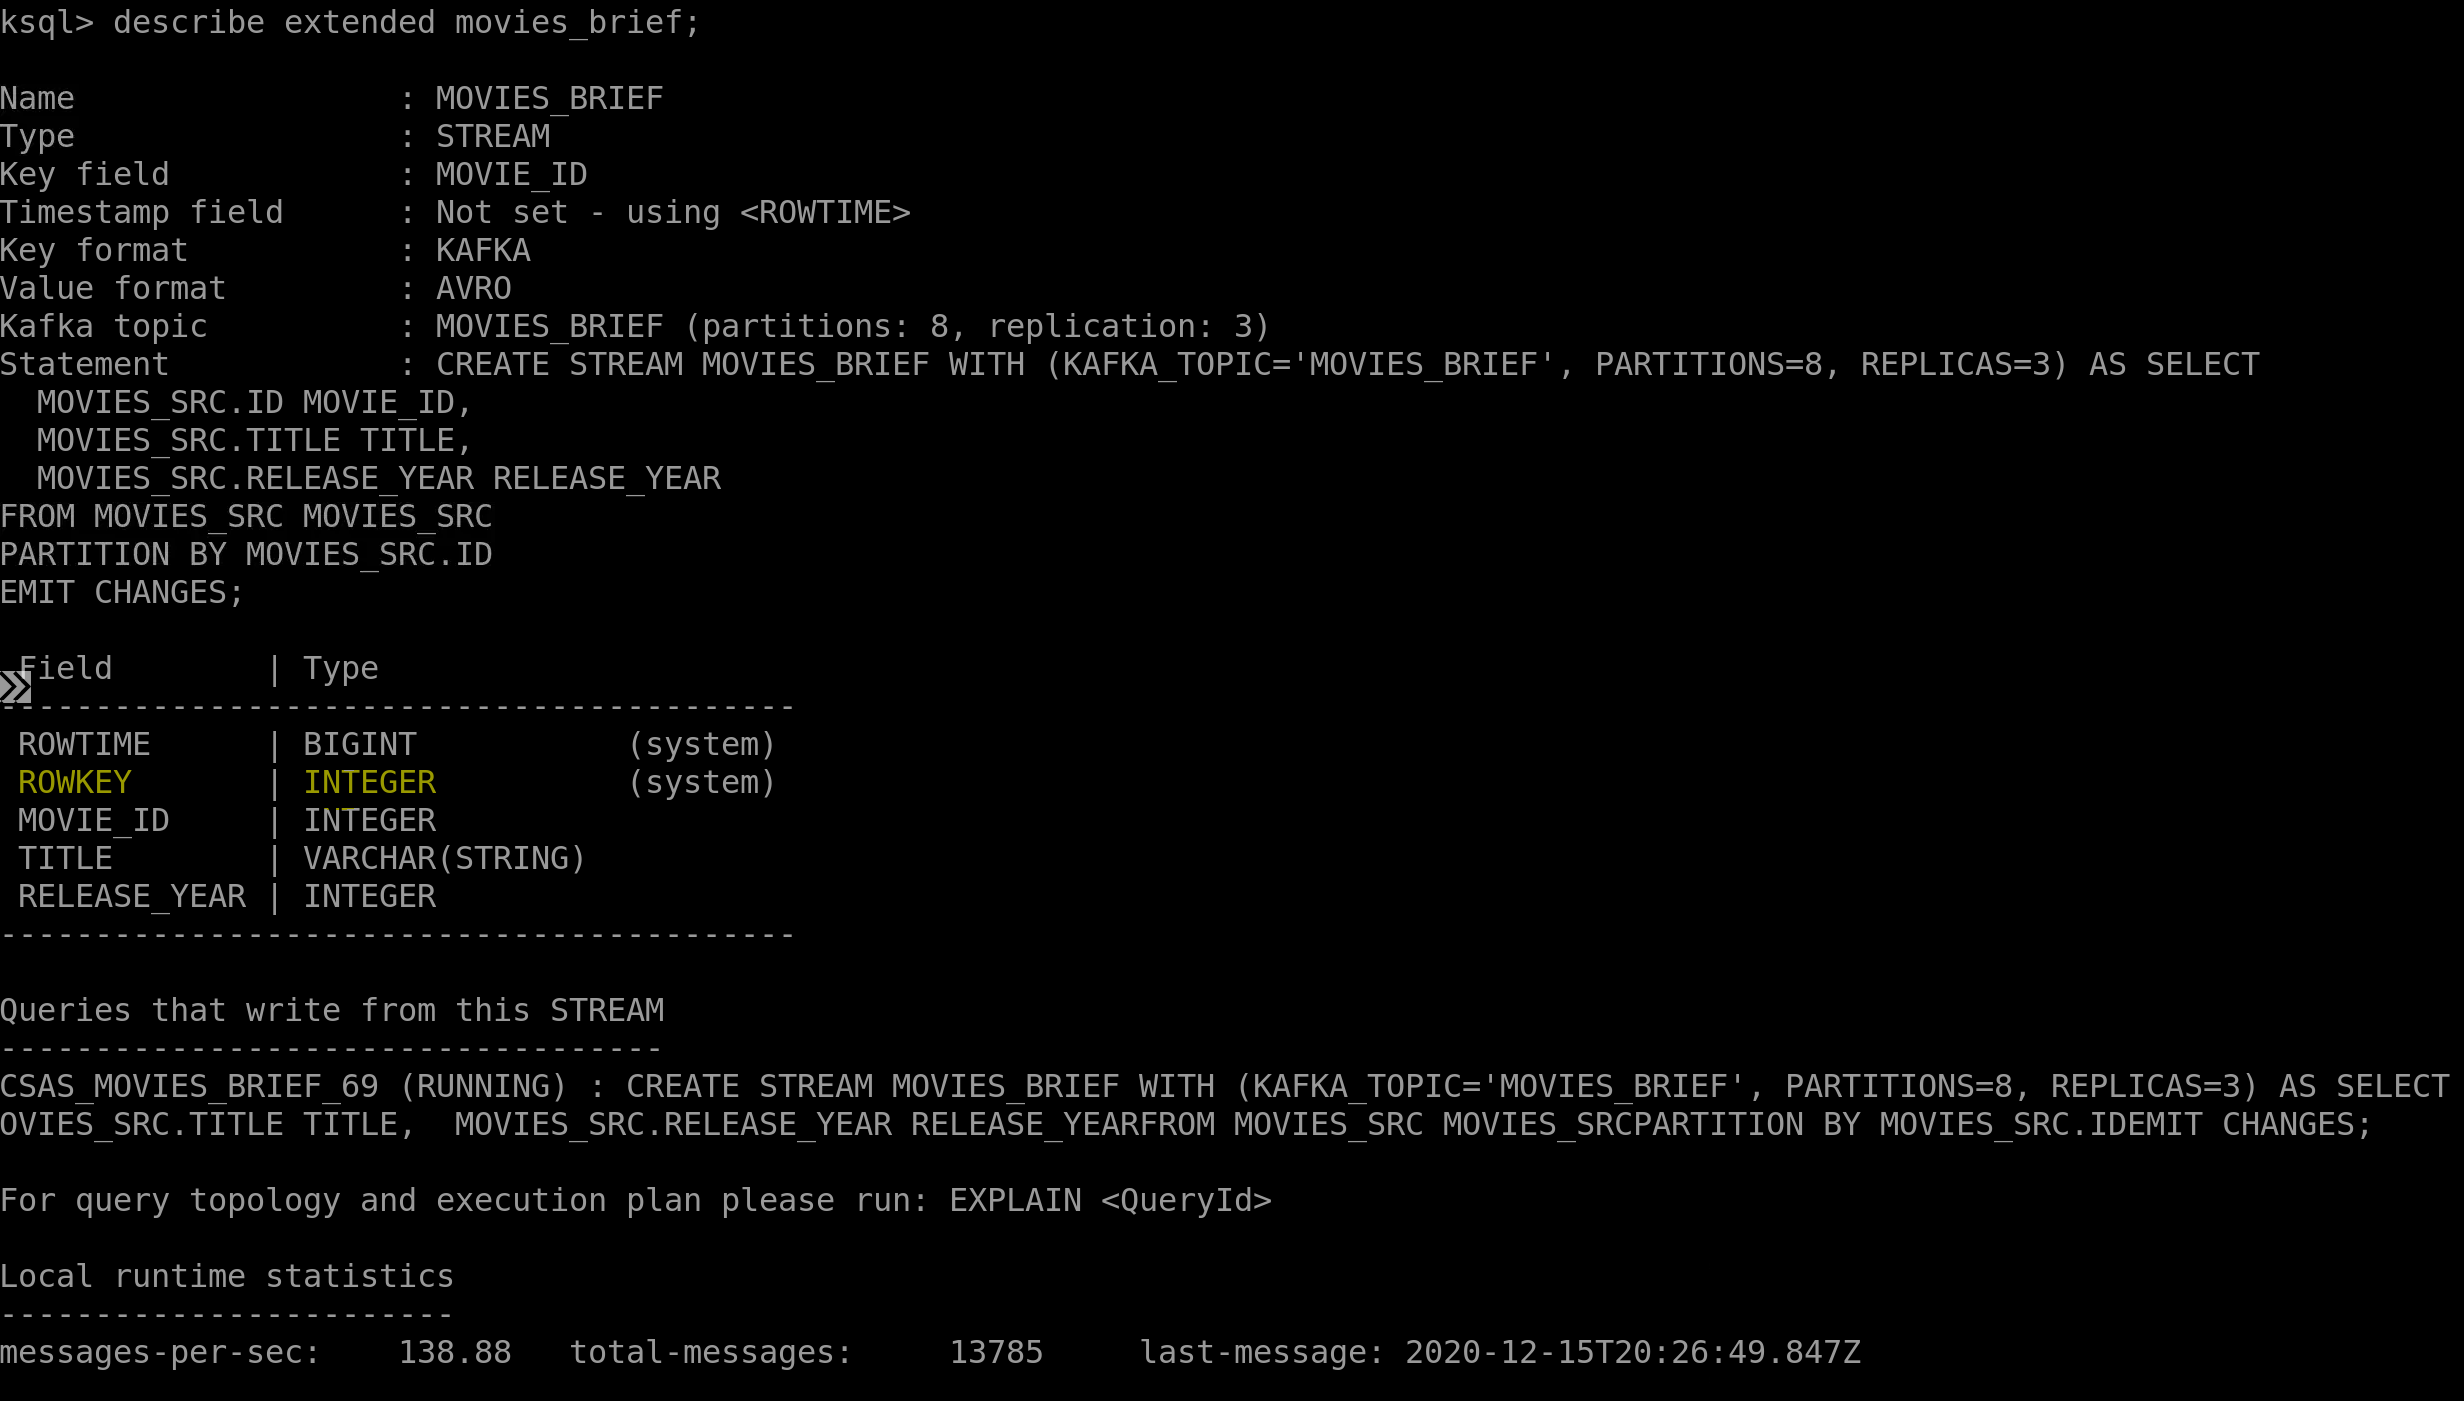 ksql> describe extended movies_brief;
Name                 : MOVIES_BRIEF
Type                 : STREAM
Key field            : MOVIE_ID
Timestamp field      : Not set - using <ROWTIME>
Key format           : KAFKA
Value format         : AVRO
Kafka topic          : MOVIES_BRIEF (partitions: 8, replication: 3)
Statement            : CREATE STREAM MOVIES_BRIEF WITH (KAFKA_TOPIC='MOVIES_BRIEF', PARTITIONS=8, REPLICAS=3) AS SELECT
  MOVIES_SRC.ID MOVIE_ID,
  MOVIES_SRC.TITLE TITLE,
  MOVIES_SRC.RELEASE_YEAR RELEASE_YEAR
FROM MOVIES_SRC MOVIES_SRC
PARTITION BY MOVIES_SRC.ID
EMIT CHANGES;
 Field        | Type
------------------------------------------
 ROWTIME      | BIGINT           (system)
 ROWKEY       | INTEGER          (system)
 MOVIE_ID     | INTEGER
 TITLE        | VARCHAR(STRING)
 RELEASE_YEAR | INTEGER
------------------------------------------
Queries that write from this STREAM
-----------------------------------
CSAS_MOVIES_BRIEF_69 (RUNNING) : CREATE STREAM MOVIES_BRIEF WITH (KAFKA_TOPIC='MOVIES_BRIEF', PARTITIONS=8, REPLICAS=3) AS SELECT
OVIES_SRC.TITLE TITLE,  MOVIES_SRC.RELEASE_YEAR RELEASE_YEARFROM MOVIES_SRC MOVIES_SRCPARTITION BY MOVIES_SRC.IDEMIT CHANGES;
For query topology and execution plan please run: EXPLAIN <QueryId>
Local runtime statistics
------------------------
messages-per-sec:    138.88   total-messages:     13785     last-message: 2020-12-15T20:26:49.847Z